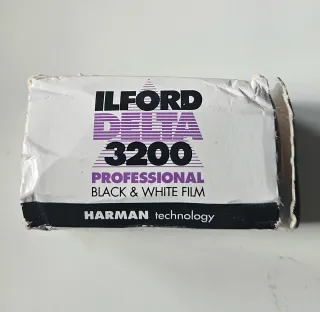 ILFORD
DELTA
3200
PROFESSIONAL
BLACK & WHITE FILM
HARMAN technology